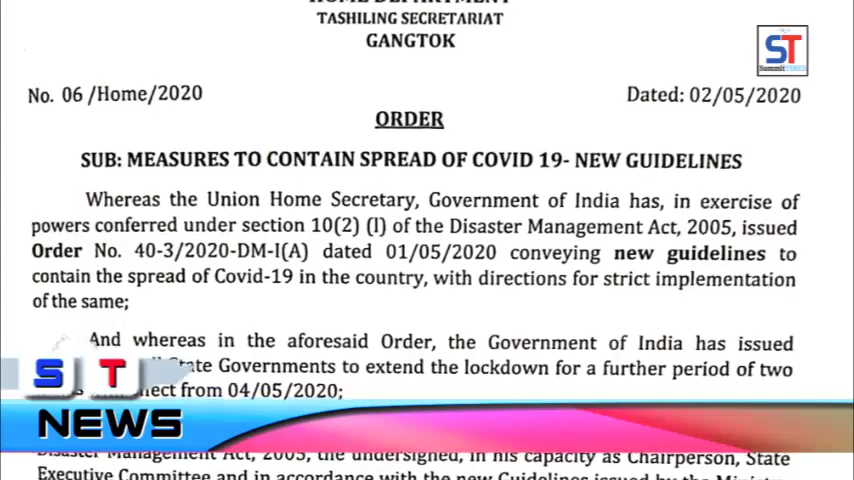 HOME DEPARTMENT
TASHILING SECRETARIAT
GANGTOK
ST
SummitTIMES
No. 06 /Home/2020
Dated: 02/05/2020
ORDER
SUB: MEASURES TO CONTAIN SPREAD OF COVID 19- NEW GUIDELINES
Whereas the Union Home Secretary, Government of India has, in exercise of
powers conferred under section 10(2) (I) of the Disaster Management Act, 2005, issued
Order No. 40-3/2020-DM-I(A) dated 01/05/2020 conveying new guidelines to
contain the spread of Covid-19 in the country, with directions for strict implementation
of the same;
And whereas in the aforesaid Order, the Government of India has issued
State Governments to extend the lockdown for a further period of two
from 04/05/2020;
S T
NEWS
Disaster Management Act, 2005, the undersigned, in his capacity as Chairperson, State
Executive Committee and in accordance with the new Guidelines issued by the Ministry